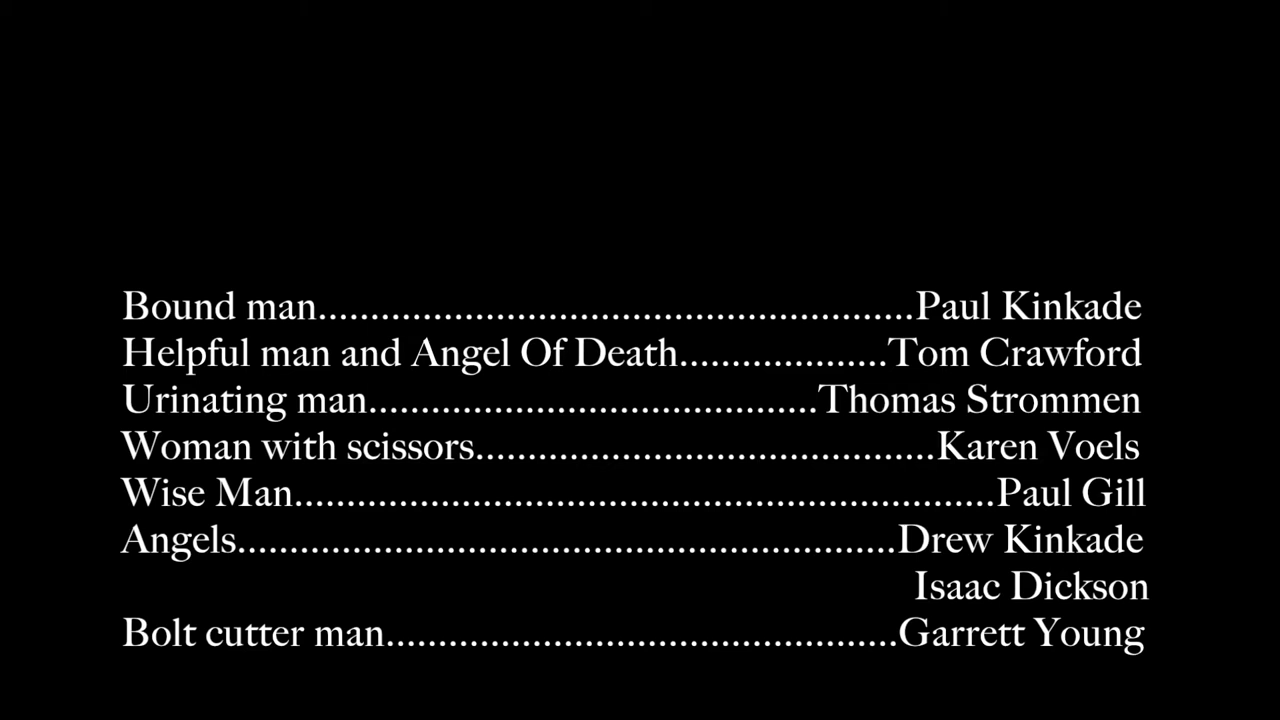 Bound man.........................................................Paul Kinkade
Helpful man and Angel Of Death....................Tom Crawford
Urinating man...........................................Thomas Strommen
Woman with scissors............................................Karen Voels
Wise Man...................................................................Paul Gill
Angels...............................................................Drew Kinkade
Isaac Dickson
Bolt cutter man.................................................Garrett Young